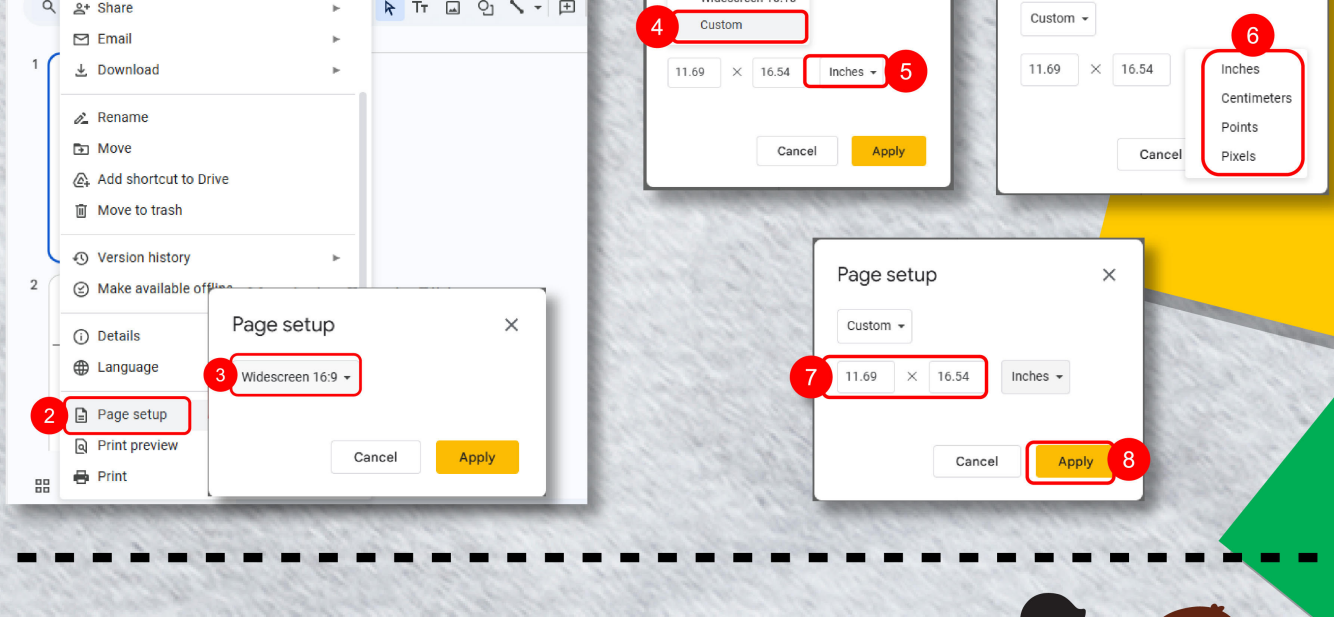 Share
Email
Download
Rename
Move
Add shortcut to Drive
Move to trash
Version history
Make available offline
Details
Language
2
Page setup
Print preview
Print
1
2
Tт
Page setup
3
Widescreen 16:9
Cancel
Apply
4
Custom
11.69 × 16.54 Inches
5
Cancel
Apply
Custom
11.69 × 16.54
6
Inches
Centimeters
Points
Pixels
Cancel
Page setup
Custom
7
11.69 × 16.54 Inches
Cancel
Apply
8